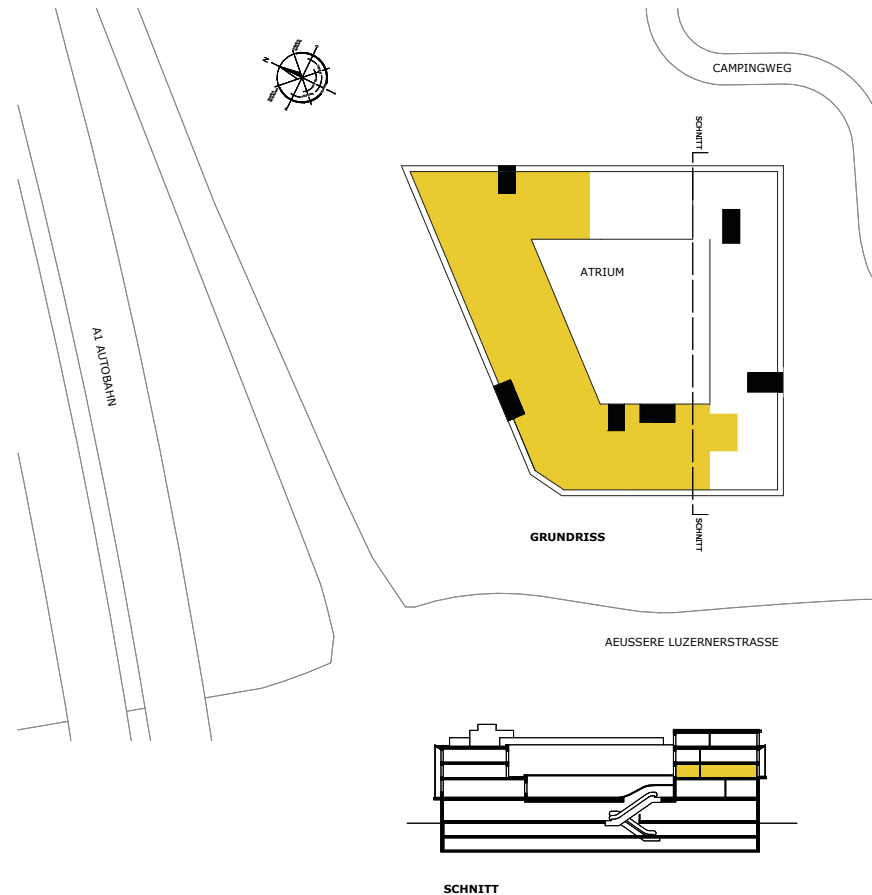 N
CAMPINGWEG
SCHNITT
ATRIUM
A1 AUTOBAHN
SCHNITT
GRUNDRISS
AEUSSERE LUZERNERSTRASSE
SCHNITT